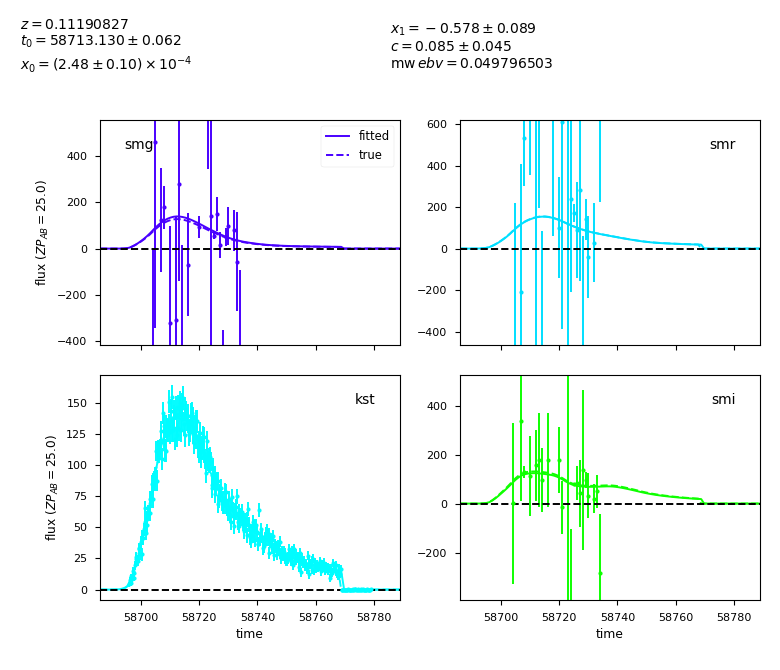 z = 0.11190827
t₀ = 58713.130 ± 0.062
x₀ = (2.48 ± 0.10) × 10⁻⁴
x₁ = −0.578 ± 0.089
c = 0.085 ± 0.045
mw ebv = 0.049796503
smg
fitted
true
400
200
0
−200
−400
flux (ZP_AB = 25.0)
smr
600
400
200
0
−200
−400
kst
150
125
100
75
50
25
0
flux (ZP_AB = 25.0)
58700 58720 58740 58760 58780
time
smi
400
200
0
−200
58700 58720 58740 58760 58780
time